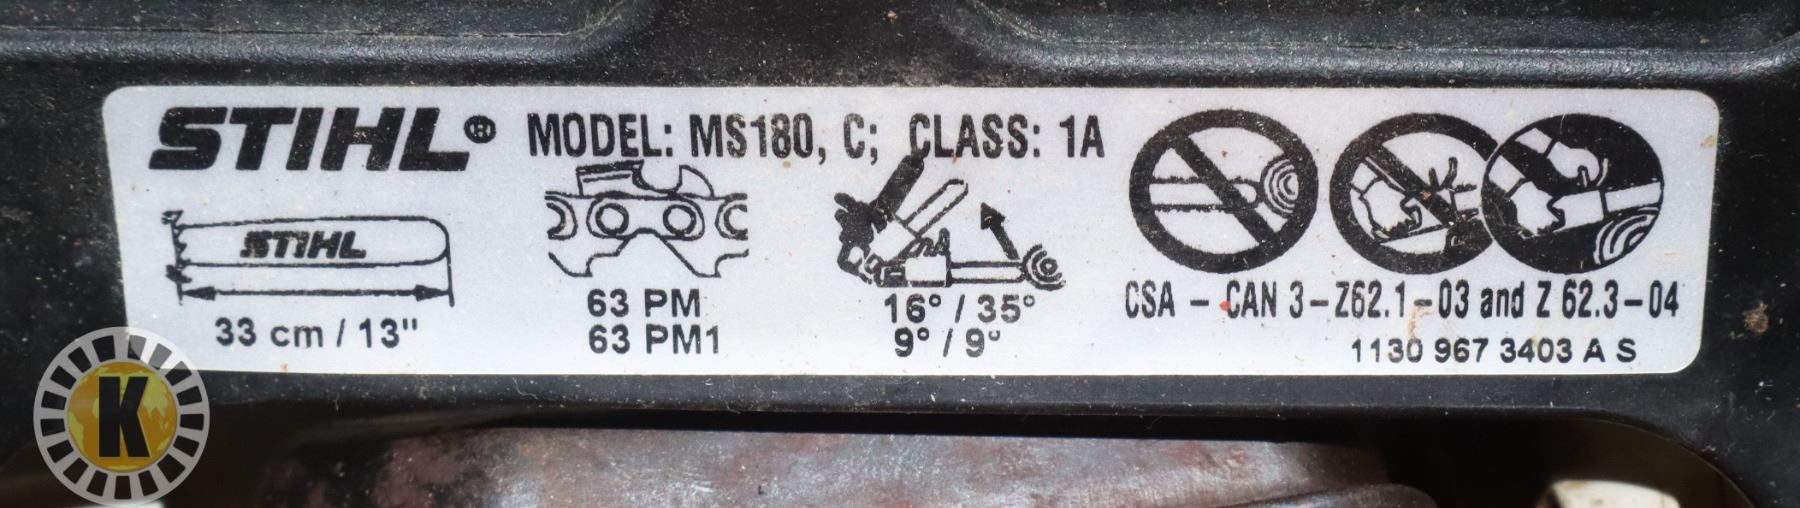 STIHL® MODEL: MS180, C; CLASS: 1A
STIHL
33 cm / 13"
63 PM
63 PM1
16° / 35°
9° / 9°
CSA - CAN 3-Z62.1-03 and Z 62.3-04
1130 967 3403 A S
K